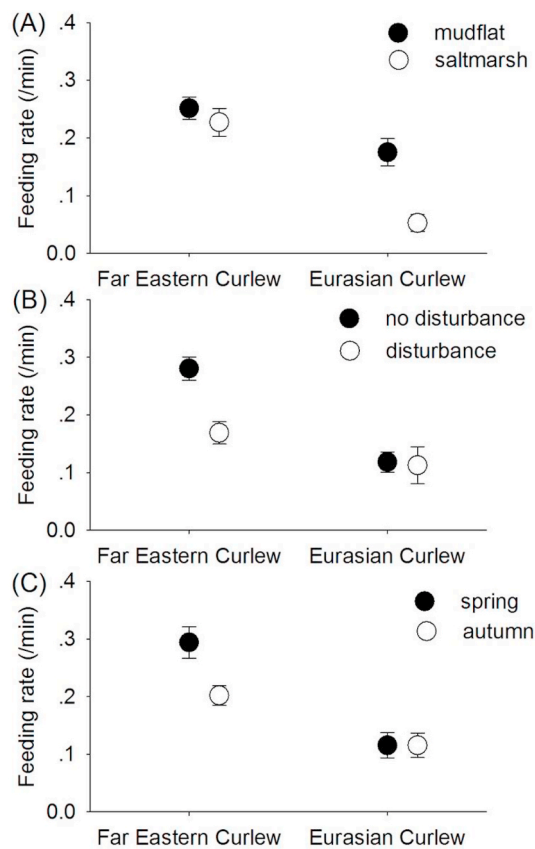 (A)
.4
mudflat
saltmarsh
.3
.2
.1
0.0
Feeding rate (/min)
Far Eastern Curlew Eurasian Curlew
(B)
.4
no disturbance
disturbance
.3
.2
.1
0.0
Feeding rate (/min)
Far Eastern Curlew Eurasian Curlew
(C)
.4
spring
autumn
.3
.2
.1
0.0
Feeding rate (/min)
Far Eastern Curlew Eurasian Curlew